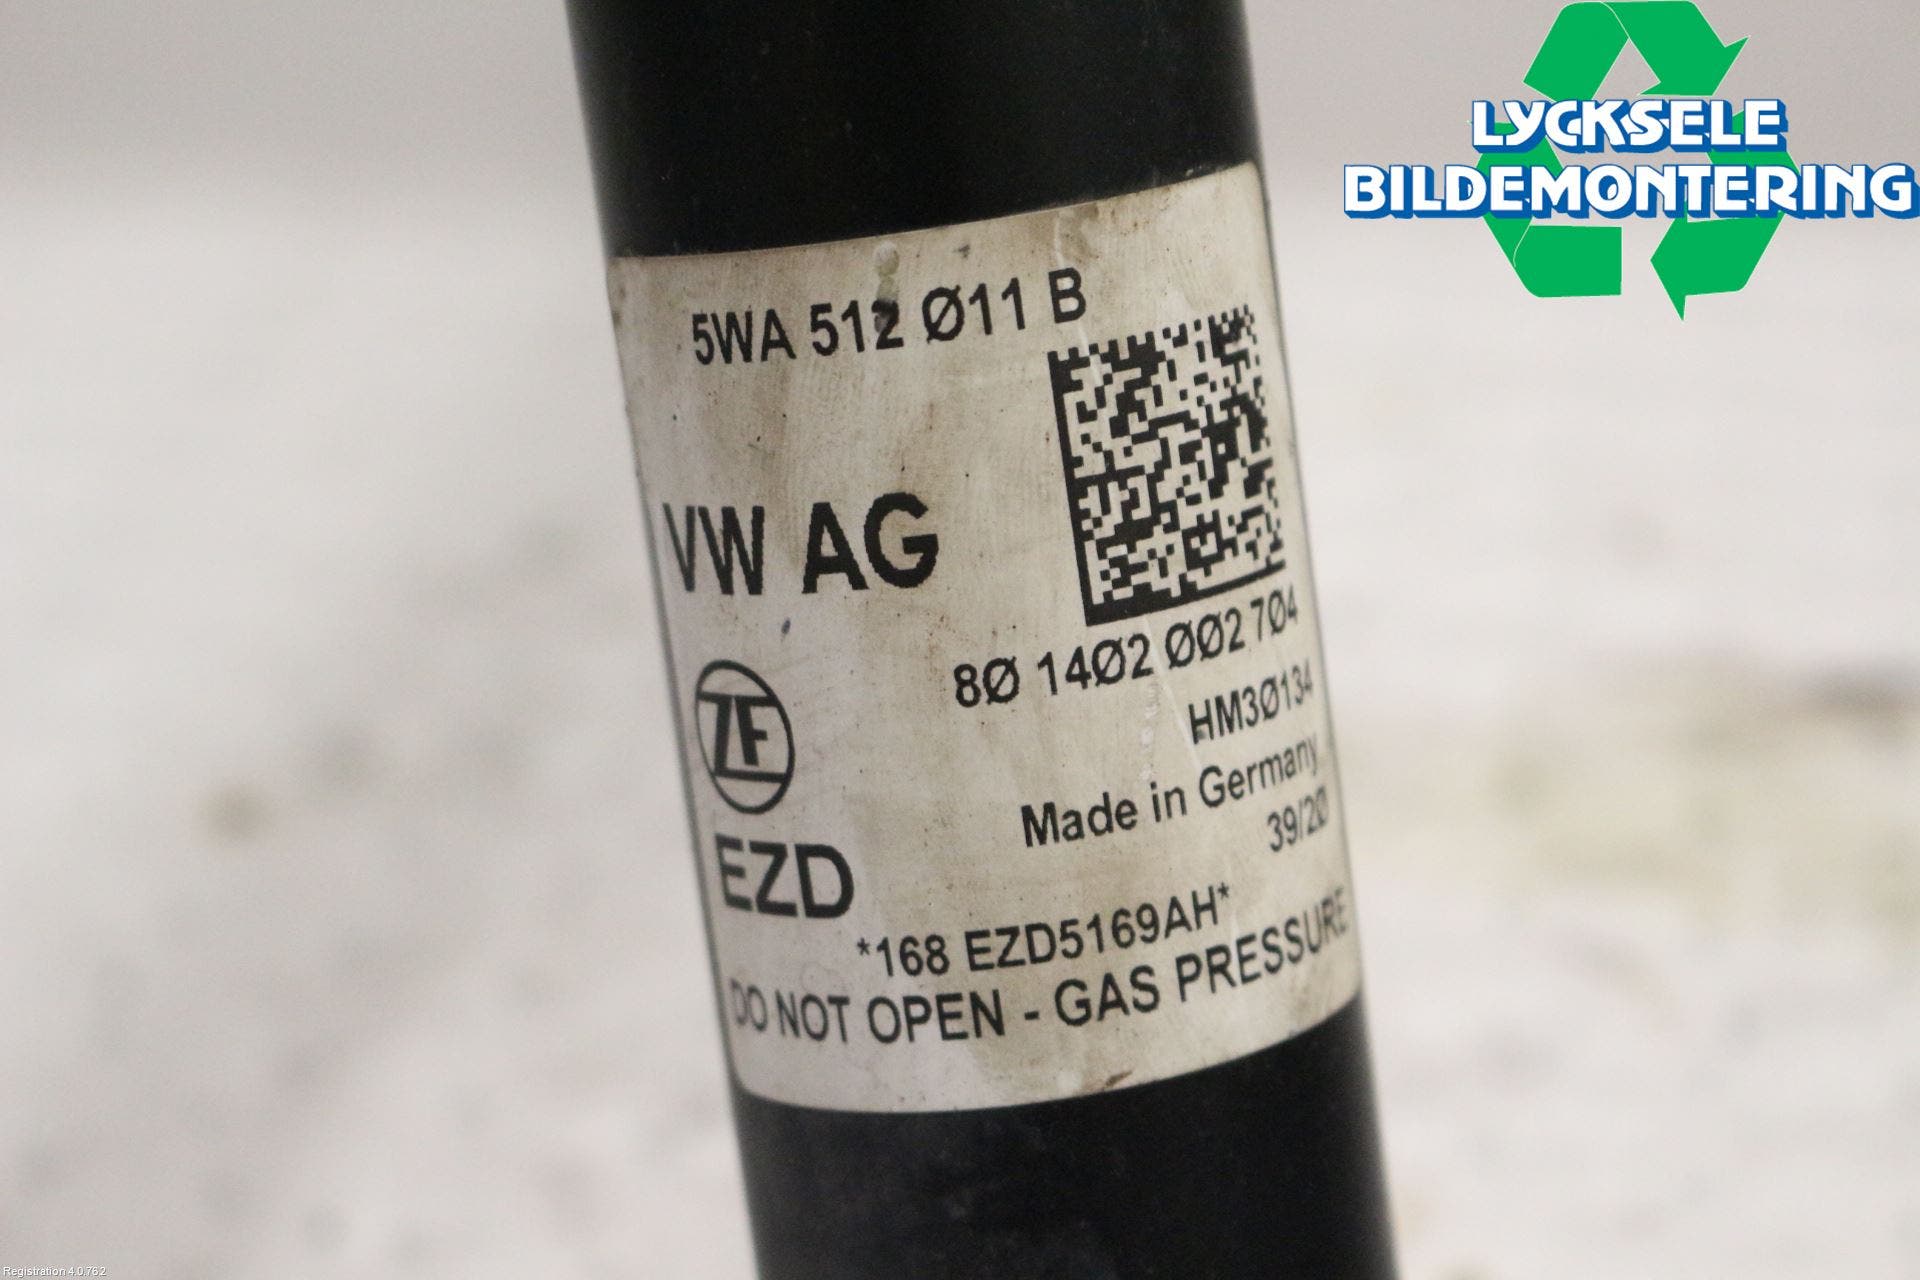 LYCKSELE
BILDEMONTERING
5WA 512 Ø11 B
VW AG
8Ø 14Ø2 ØØ2 7Ø4
HM3Ø134
ZF
Made in Germany
39/2Ø
EZD
*168 EZD5169AH*
DO NOT OPEN - GAS PRESSURE
Registration 4.0.762